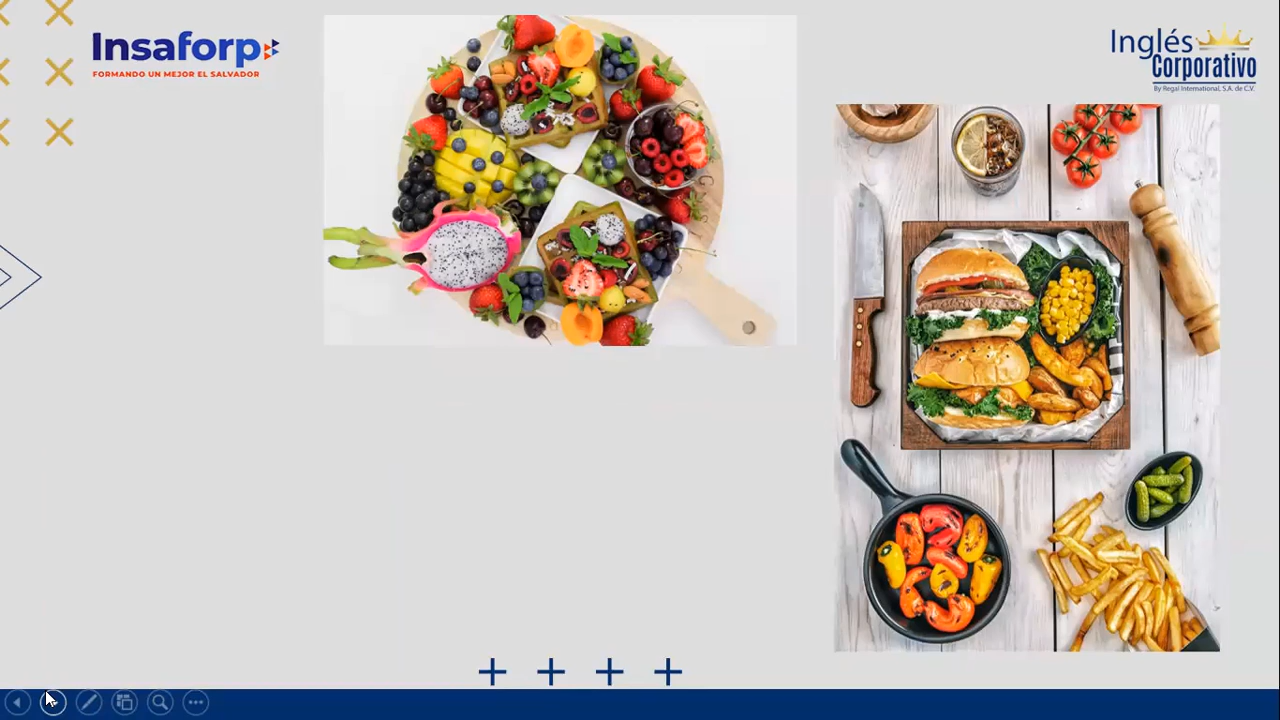 Insaforp
FORMANDO UN MEJOR EL SALVADOR
Inglés
Corporativo
By Regal International, S.A. de C.V.